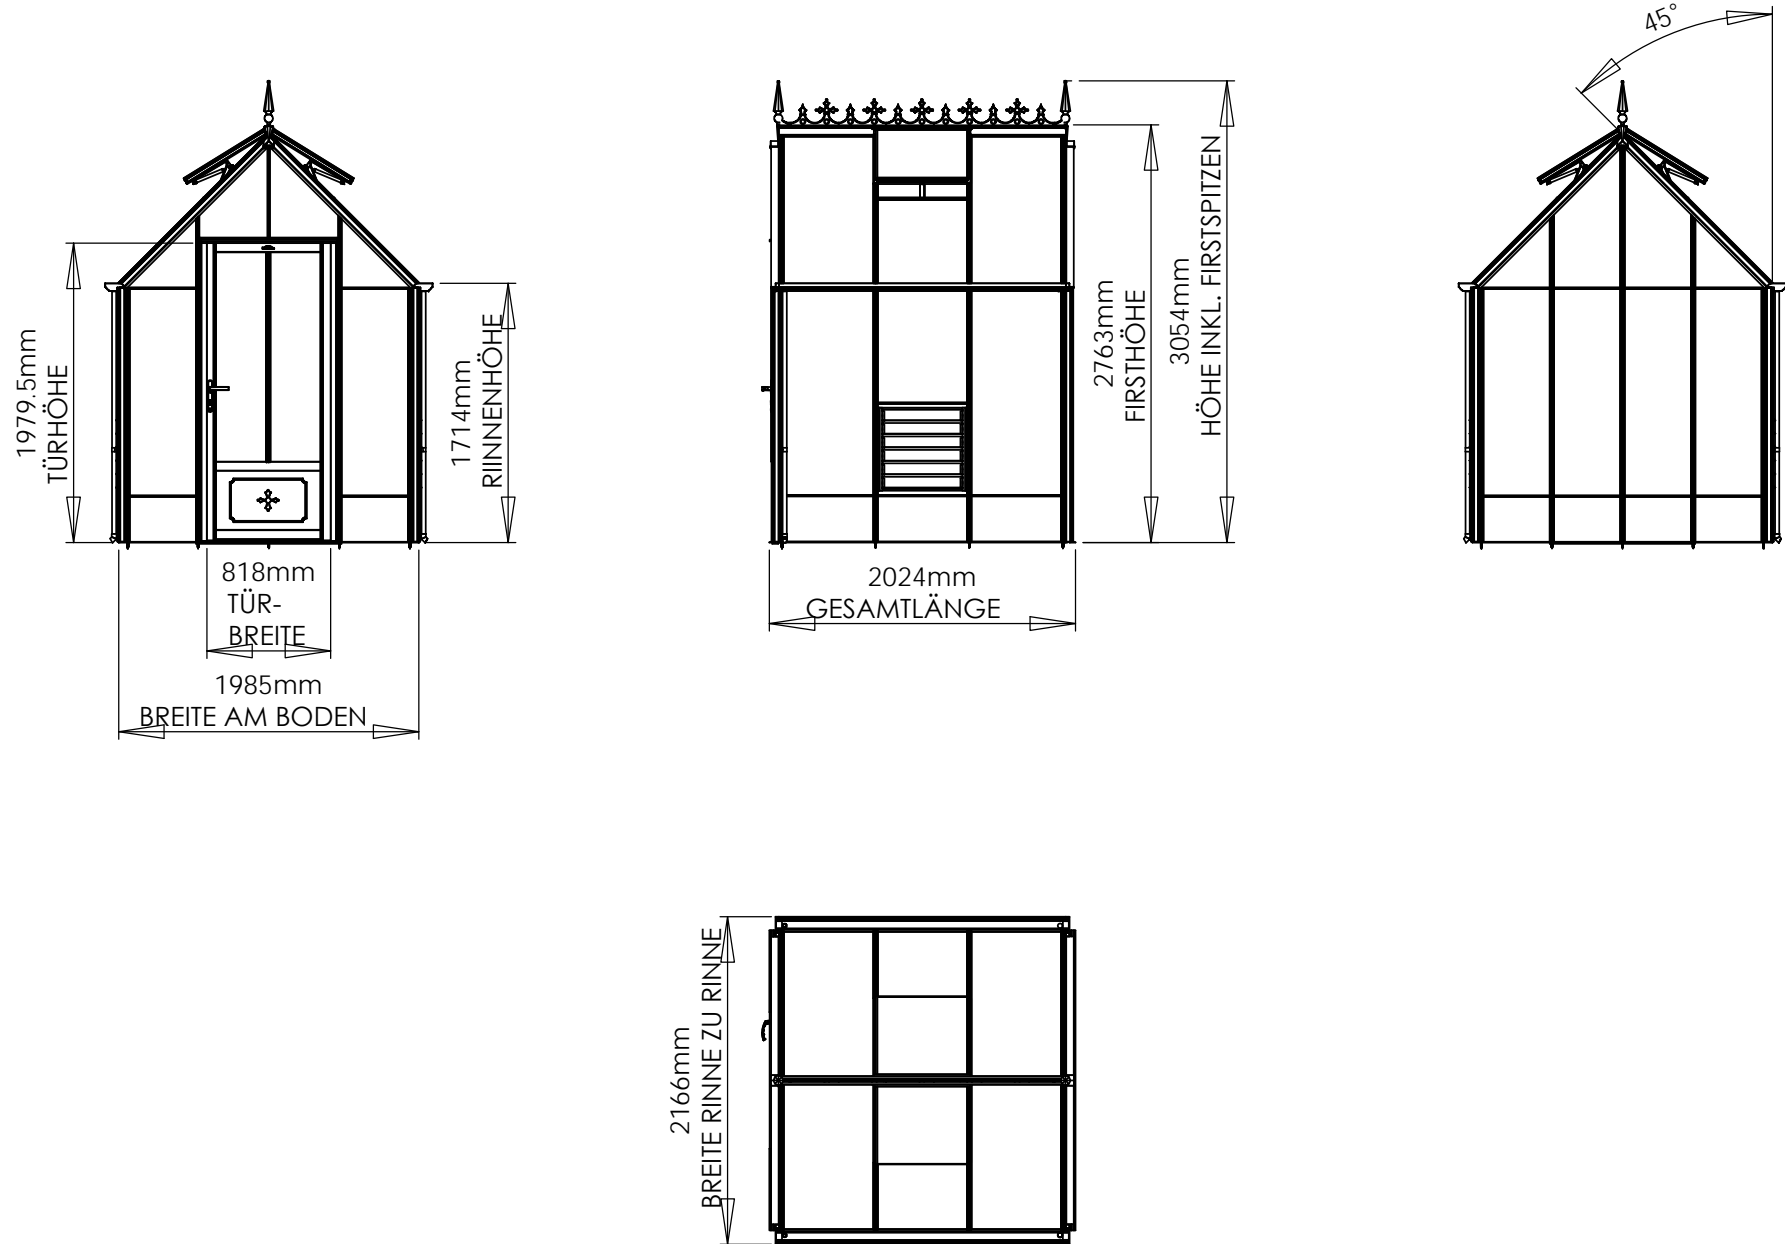 1979.5mm
TÜRHÖHE
1714mm
RIINNENHÖHE
818mm
TÜR-
BREITE
1985mm
BREITE AM BODEN
2763mm
FIRSTHÖHE
3054mm
HÖHE INKL. FIRSTSPITZEN
2024mm
GESAMTLÄNGE
45°
2166mm
BREITE RINNE ZU RINNE